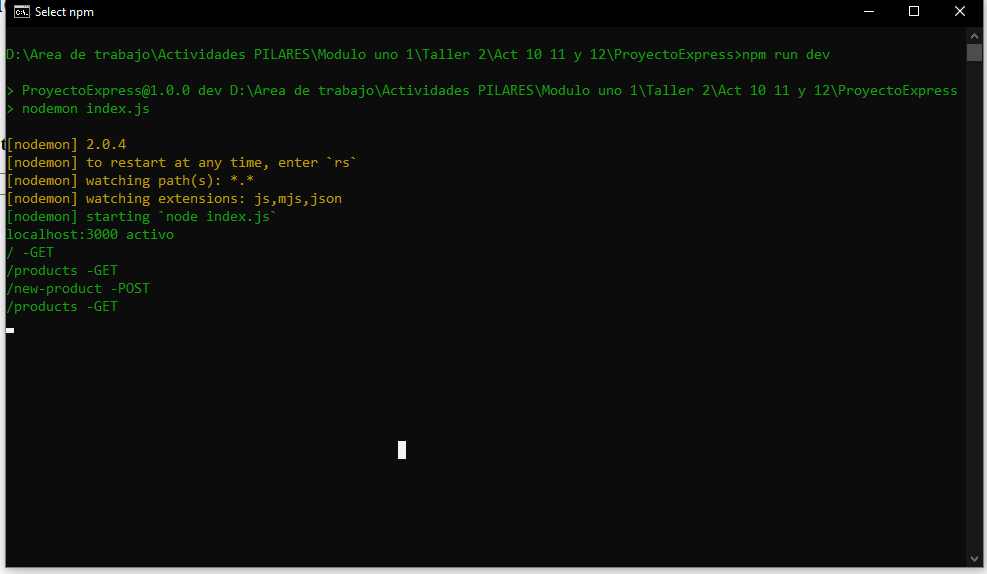 Select npm
D:\Area de trabajo\Actividades PILARES\Modulo uno 1\Taller 2\Act 10 11 y 12\ProyectoExpress>npm run dev
> ProyectoExpress@1.0.0 dev D:\Area de trabajo\Actividades PILARES\Modulo uno 1\Taller 2\Act 10 11 y 12\ProyectoExpress
> nodemon index.js
[nodemon] 2.0.4
[nodemon] to restart at any time, enter `rs`
[nodemon] watching path(s): *.*
[nodemon] watching extensions: js,mjs,json
[nodemon] starting `node index.js`
localhost:3000 activo
/ -GET
/products -GET
/new-product -POST
/products -GET